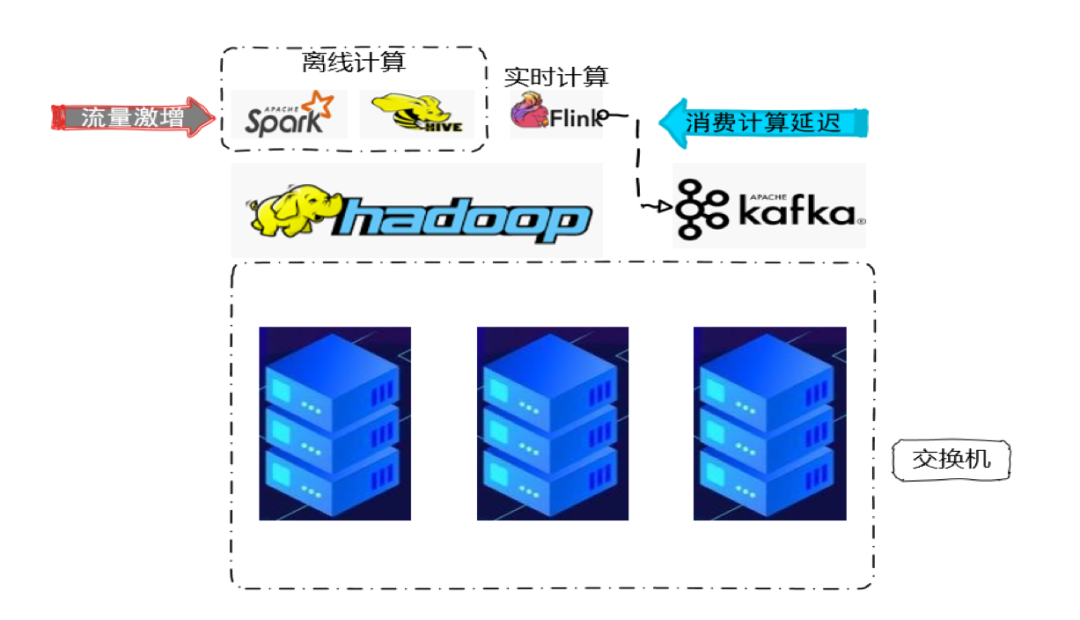 离线计算
实时计算
流量激增
APACHE
Spark
HIVE
Flink
消费计算延迟
hadoop
APACHE
kafka®
交换机